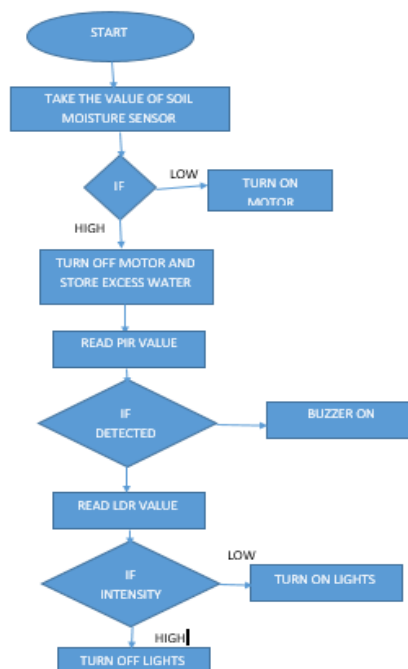 START
TAKE THE VALUE OF SOIL
MOISTURE SENSOR
IF
LOW
TURN ON
MOTOR
HIGH
TURN OFF MOTOR AND
STORE EXCESS WATER
READ PIR VALUE
IF
DETECTED
BUZZER ON
READ LDR VALUE
IF
INTENSITY
LOW
TURN ON LIGHTS
HIGH
TURN OFF LIGHTS